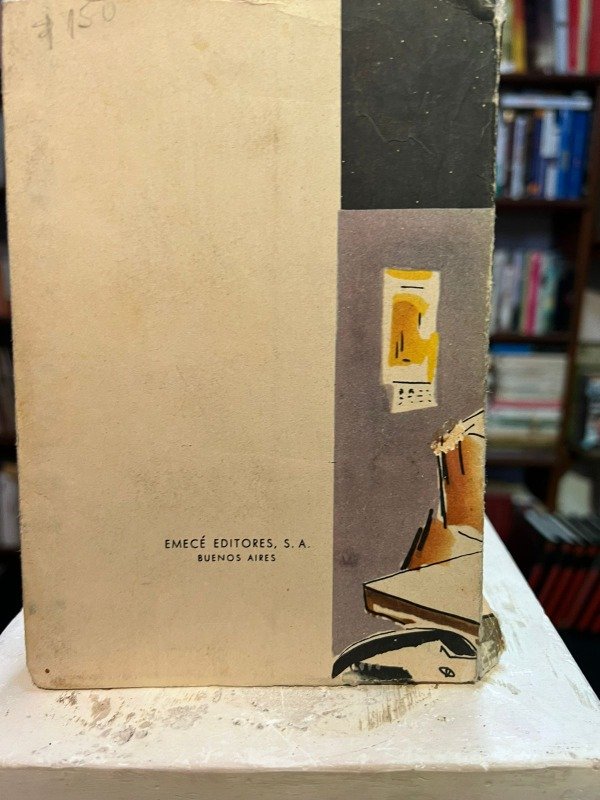 $ 150
EMECÉ EDITORES, S. A.
BUENOS AIRES